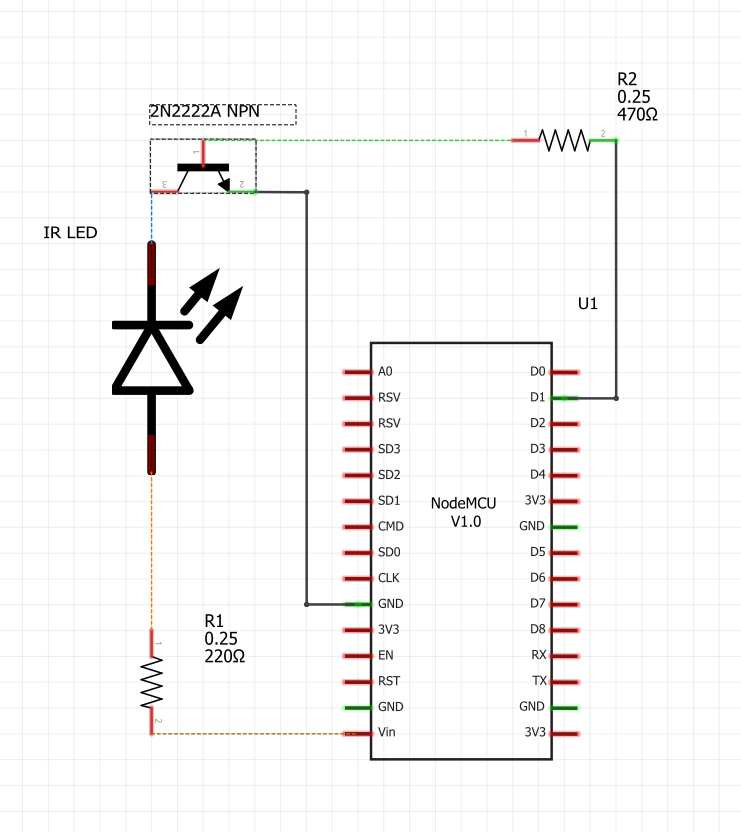 2N2222A NPN
1
3
2
1
2
R2
0.25
470Ω
IR LED
U1
A0
RSV
RSV
SD3
SD2
SD1
CMD
SD0
CLK
GND
3V3
EN
RST
GND
Vin
NodeMCU
V1.0
D0
D1
D2
D3
D4
3V3
GND
D5
D6
D7
D8
RX
TX
GND
3V3
R1
0.25
220Ω
1
2